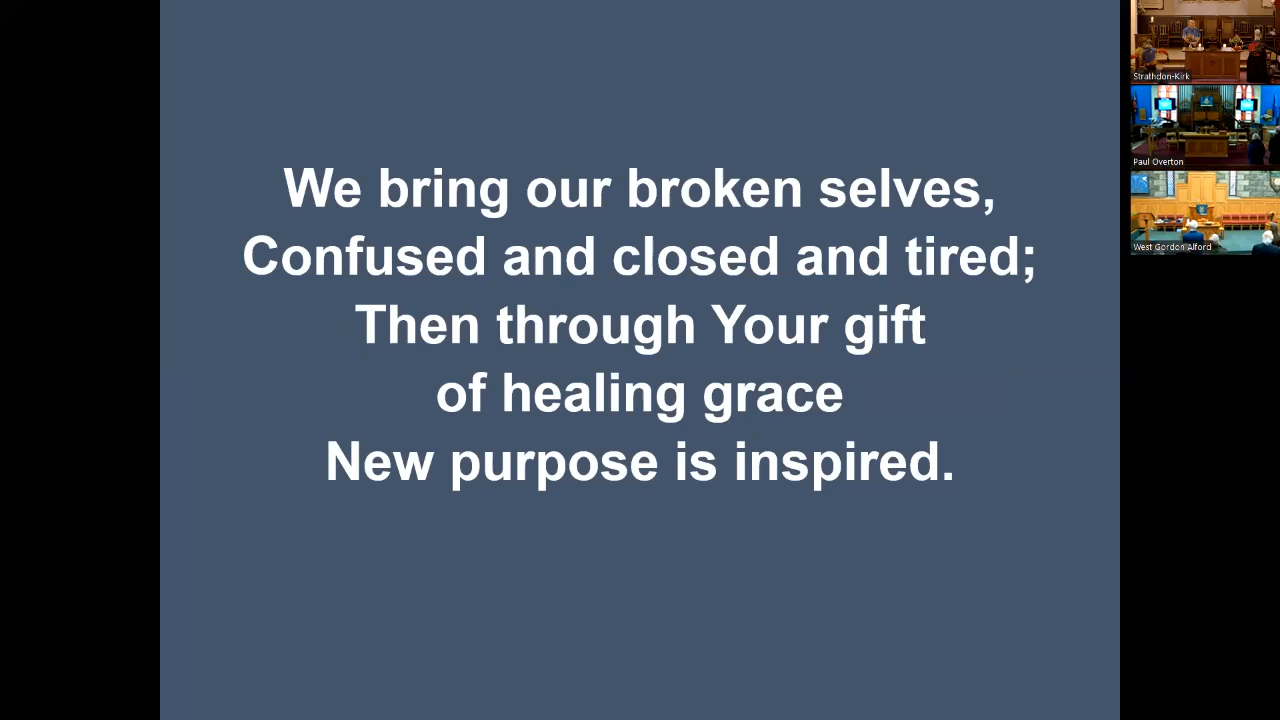 We bring our broken selves,
Confused and closed and tired;
Then through Your gift
of healing grace
New purpose is inspired.
Strathdon-Kirk
Paul Overton
West Gordon Alford